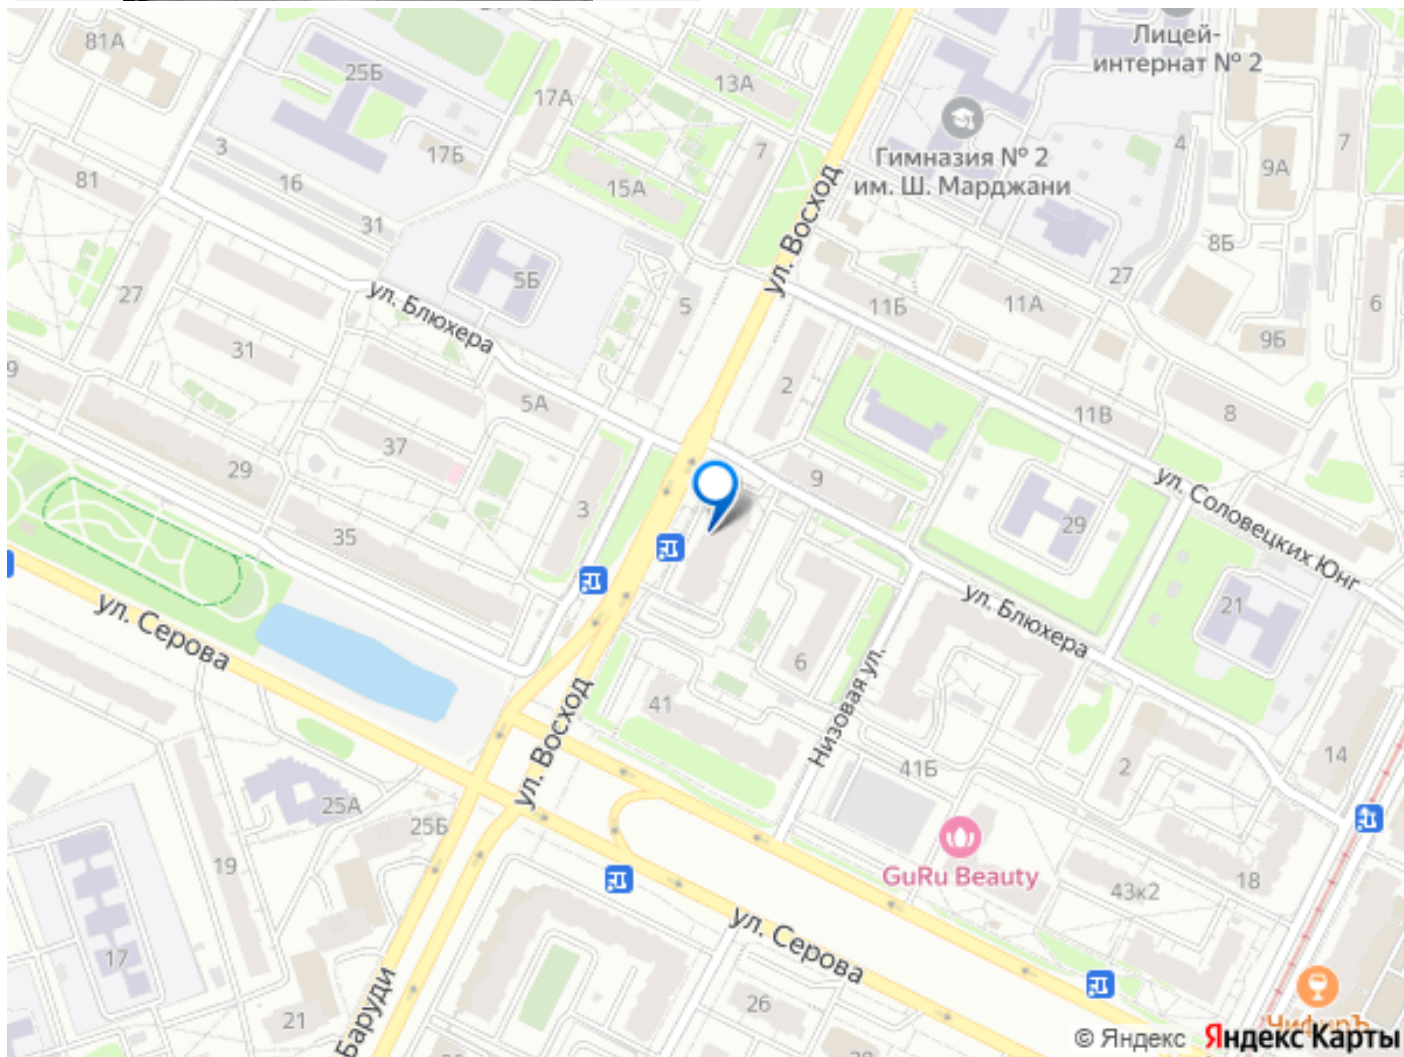 81А
25Б
17А
13А
Лицей-
интернат № 2
Гимназия № 2
им. Ш. Марджани
ул. Восход
3
17Б
7
4
9А
7
81
16
15А
31
8Б
27
5Б
5
11Б
11А
27
6
ул. Блюхера
31
9Б
9
5А
2
11В
8
37
29
9
ул. Соловецких Юнг
3
35
29
21
ул. Серова
6
ул. Блюхера
41
Низовая ул.
ул. Восход
41Б
2
14
25А
25Б
19
GuRu Beauty
43к2
18
17
ул. Серова
26
21
Баруди
ЧифиръЬ
© Яндекс
Яндекс Карты